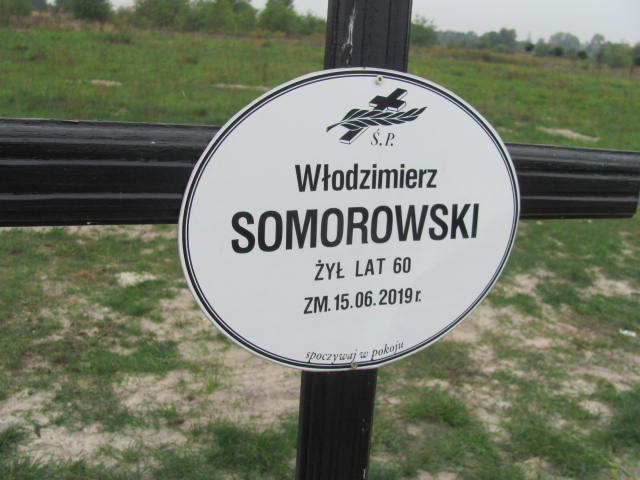 Ś.P.
Włodzimierz
SOMOROWSKI
ŻYŁ LAT 60
ZM. 15.06.2019 r.
spoczywaj w pokoju